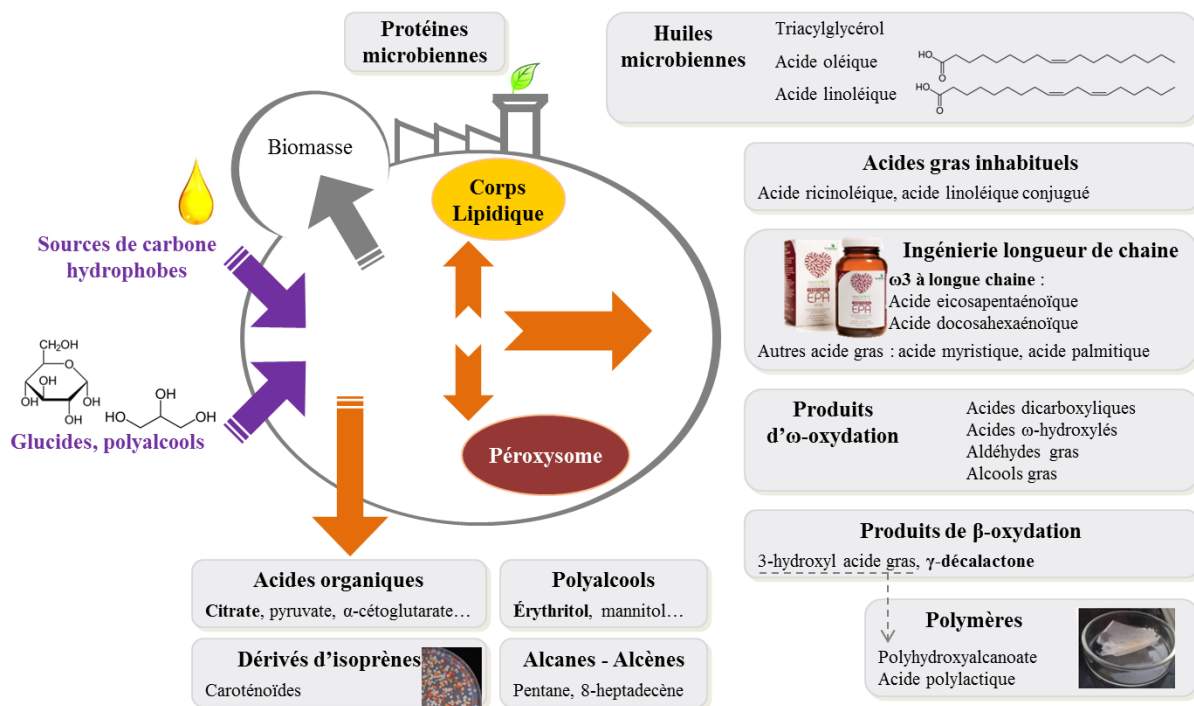 Protéines
microbiennes
Huiles
microbiennes
Triacylglycérol
Acide oléique
Acide linoléique
HO
O
HO
O
Biomasse
Corps
Lipidique
Acides gras inhabituels
Acide ricinoléique, acide linoléique conjugué
Sources de carbone
hydrophobes
Ingénierie longueur de chaine
ω3 à longue chaine :
Acide eicosapentaénoïque
Acide docosahexaénoïque
EPA
EPA
Autres acide gras : acide myristique, acide palmitique
CH2OH
O
OH
OH
OH
OH
OH
HO
OH
Glucides, polyalcools
Péroxysome
Produits
d’ω-oxydation
Acides dicarboxyliques
Acides ω-hydroxylés
Aldéhydes gras
Alcools gras
Produits de β-oxydation
3-hydroxyl acide gras, γ-décalactone
Acides organiques
Citrate, pyruvate, α-cétoglutarate…
Polyalcools
Érythritol, mannitol…
Polymères
Polyhydroxyalcanoate
Acide polylactique
Dérivés d’isoprènes
Caroténoïdes
Alcanes - Alcènes
Pentane, 8-heptadecène